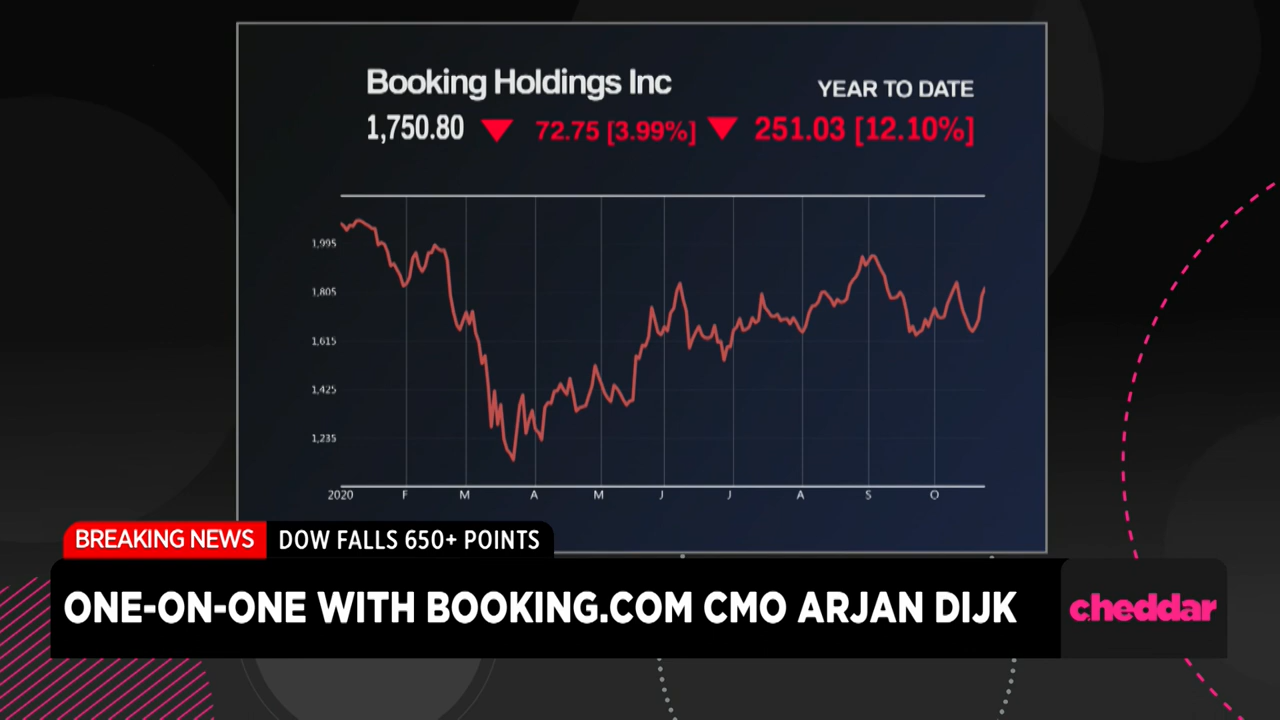 Booking Holdings Inc
YEAR TO DATE
1,750.80 ▼ 72.75 [3.99%] ▼ 251.03 [12.10%]
1,995
1,805
1,615
1,425
1,235
2020 F M A M J J A S O
BREAKING NEWS DOW FALLS 650+ POINTS
ONE-ON-ONE WITH BOOKING.COM CMO ARJAN DIJK
cheddar